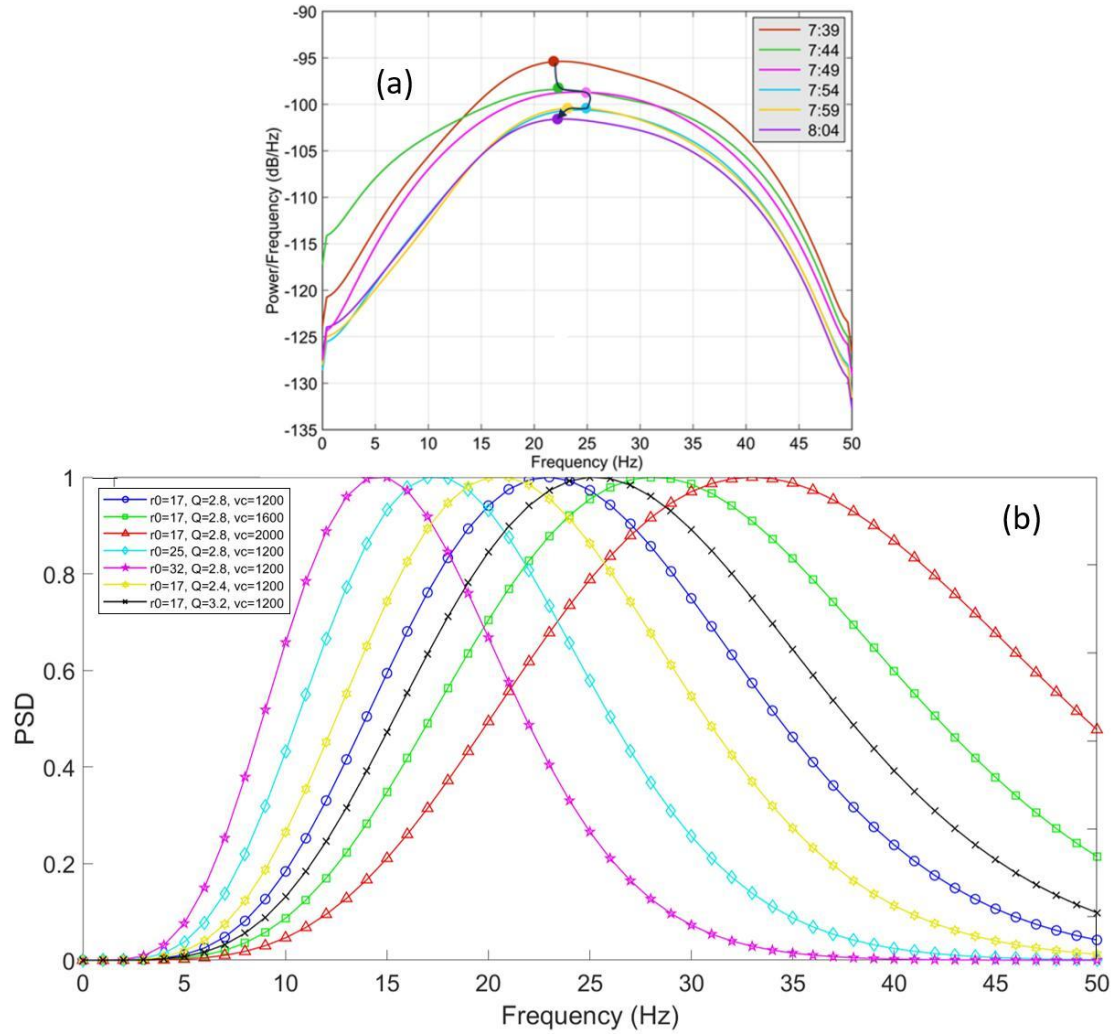 (a)
Power/Frequency (dB/Hz)
-90
-95
-100
-105
-110
-115
-120
-125
-130
-135
7:39
7:44
7:49
7:54
7:59
8:04
0 5 10 15 20 25 30 35 40 45 50
Frequency (Hz)
(b)
PSD
1
0.8
0.6
0.4
0.2
0
r0=17, Q=2.8, vc=1200
r0=17, Q=2.8, vc=1600
r0=17, Q=2.8, vc=2000
r0=25, Q=2.8, vc=1200
r0=32, Q=2.8, vc=1200
r0=17, Q=2.4, vc=1200
r0=17, Q=3.2, vc=1200
0 5 10 15 20 25 30 35 40 45 50
Frequency (Hz)